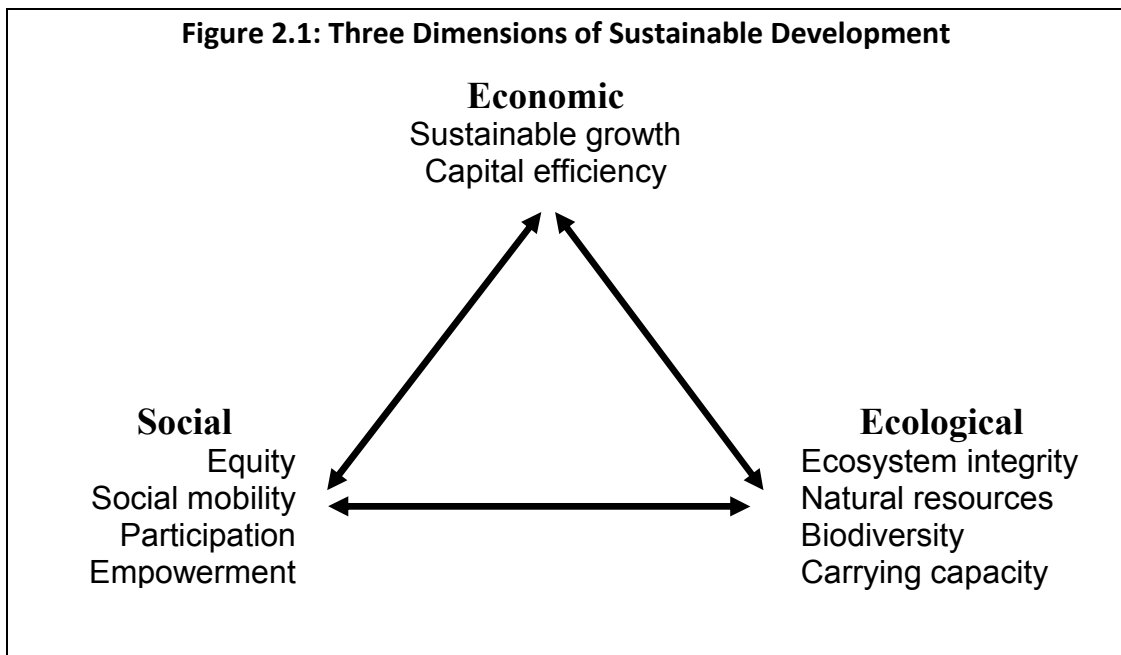 Figure 2.1: Three Dimensions of Sustainable Development
Economic
Sustainable growth
Capital efficiency
Social
Equity
Social mobility
Participation
Empowerment
Ecological
Ecosystem integrity
Natural resources
Biodiversity
Carrying capacity